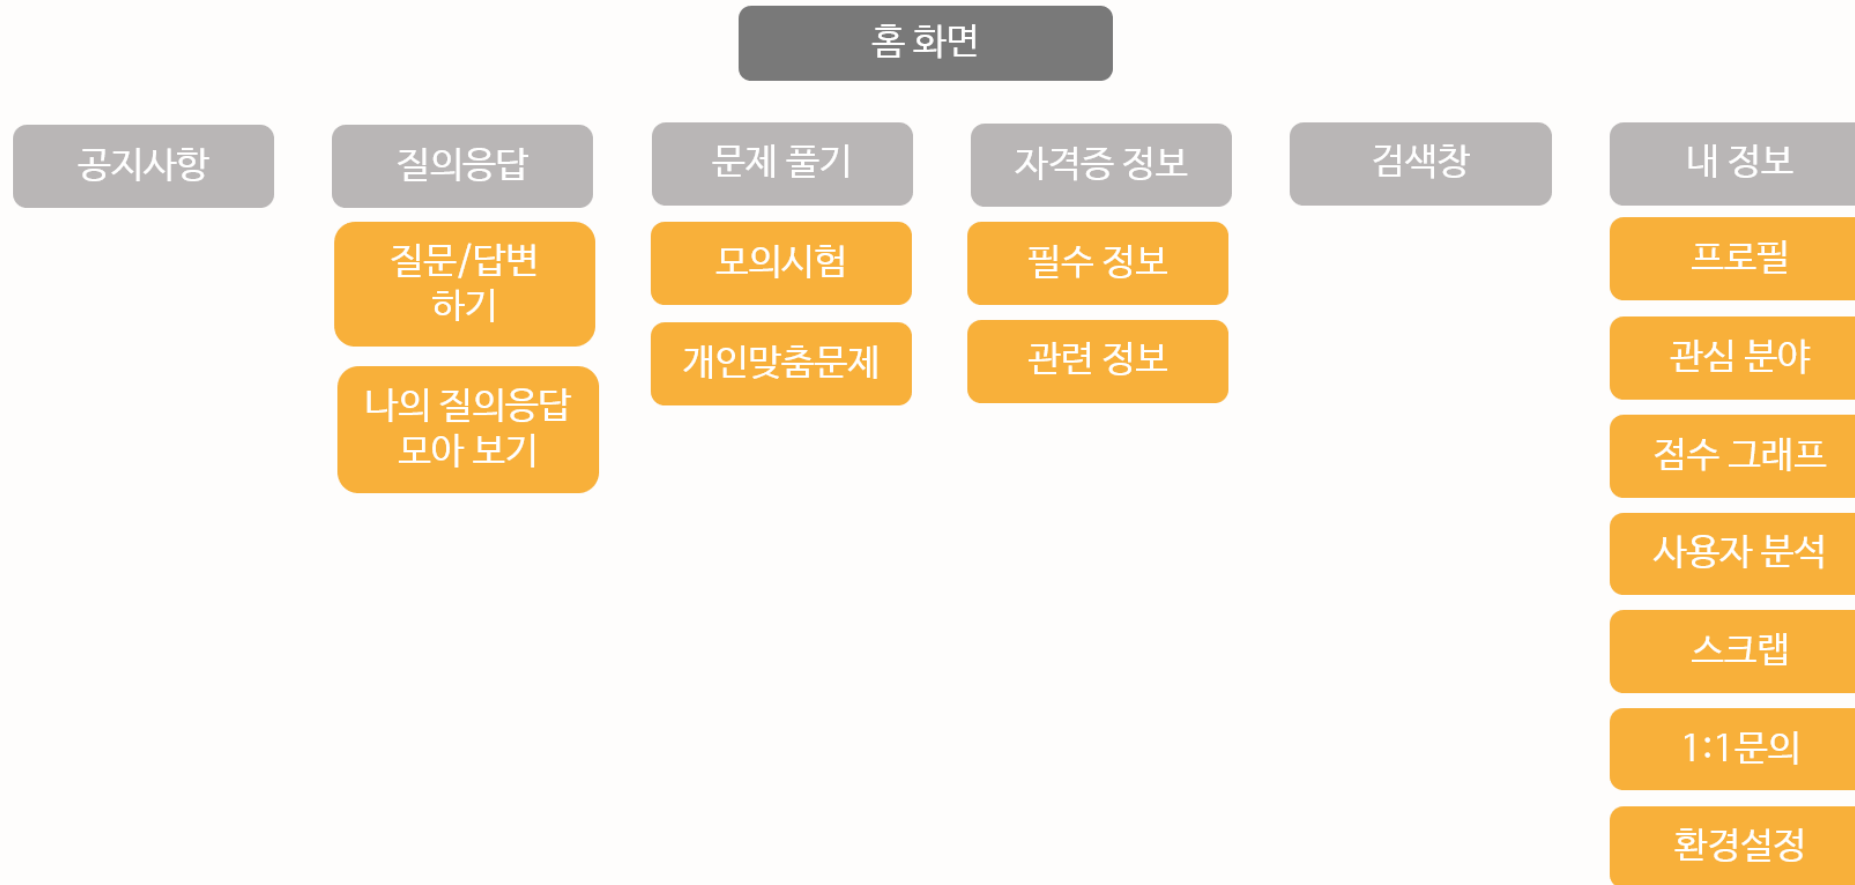 홈 화면
공지사항
질의응답
문제 풀기
자격증 정보
검색창
내 정보
질문/답변
하기
나의 질의응답
모아 보기
모의시험
개인맞춤문제
필수 정보
관련 정보
프로필
관심 분야
점수 그래프
사용자 분석
스크랩
1:1문의
환경설정